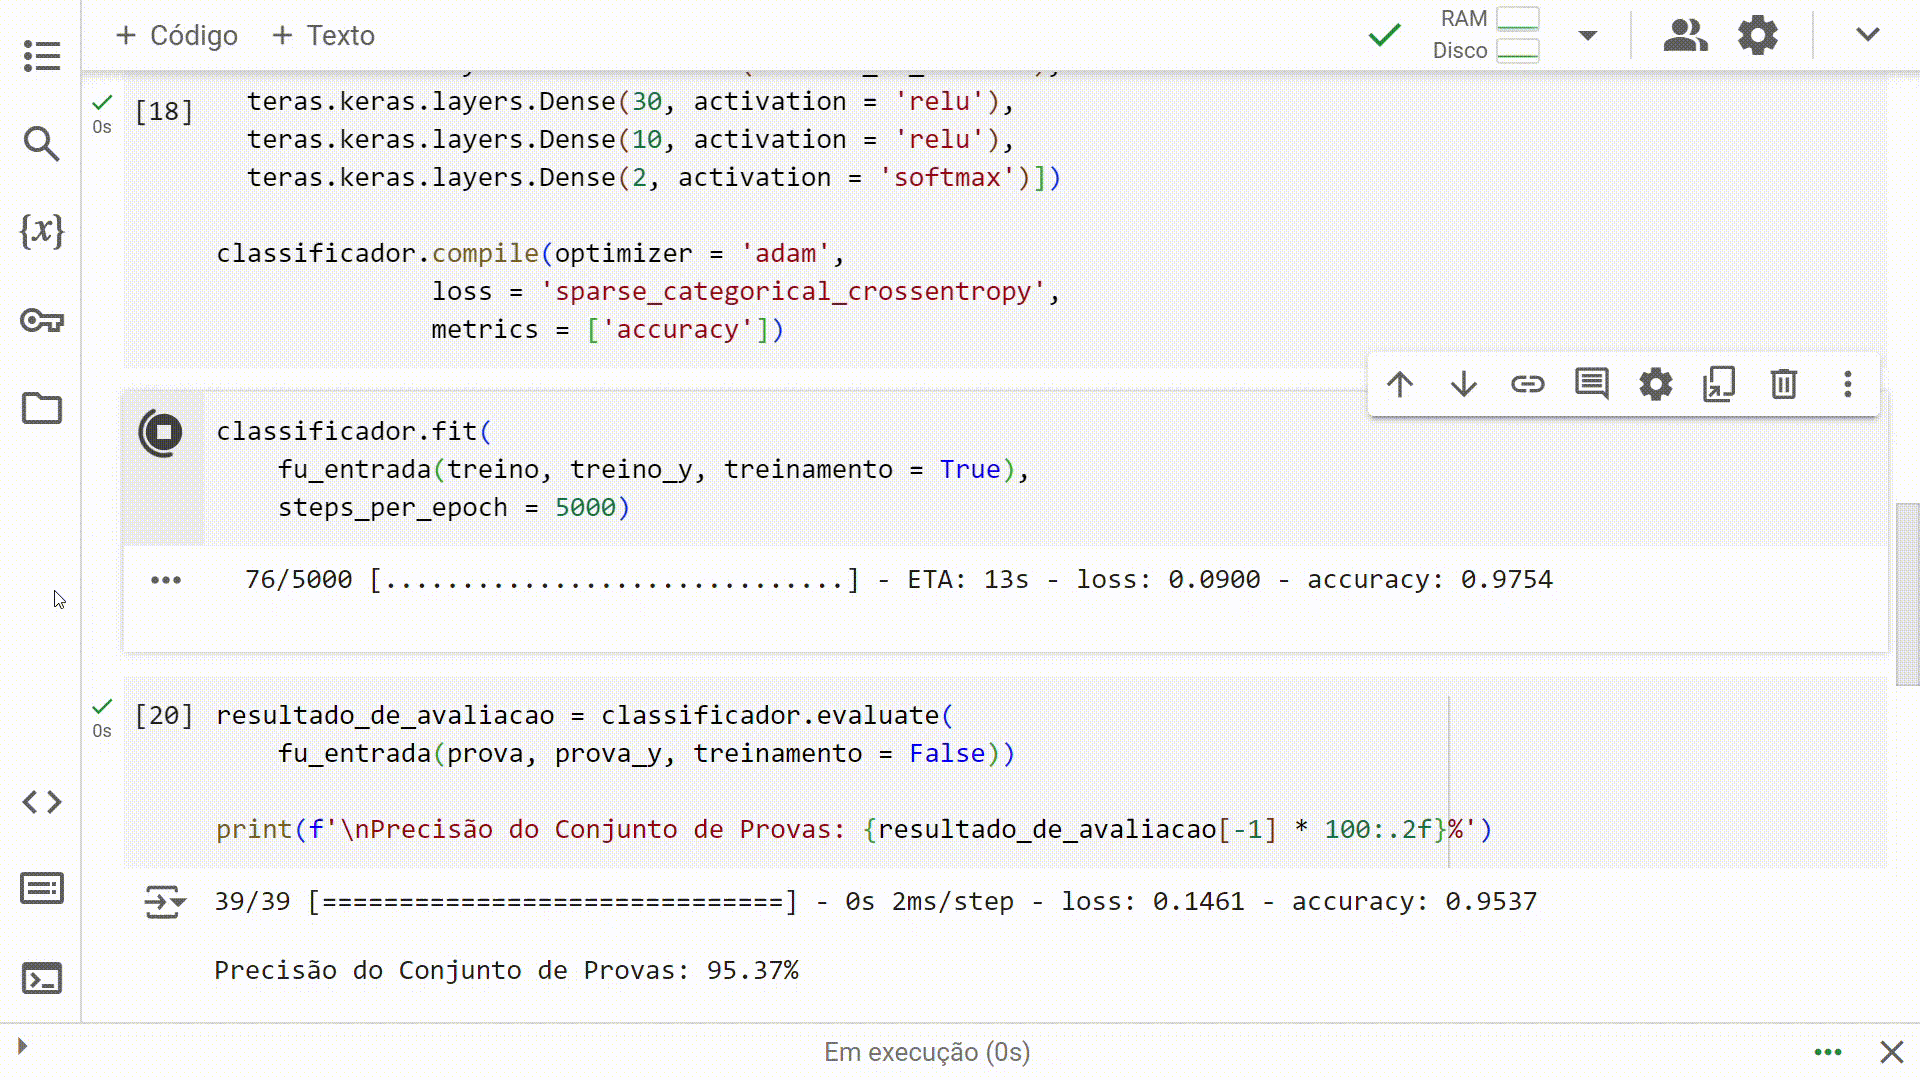 + Código + Texto
RAM
Disco
[18]
0s
teras.keras.layers.Dense(30, activation = 'relu'),
teras.keras.layers.Dense(10, activation = 'relu'),
teras.keras.layers.Dense(2, activation = 'softmax')])
classificador.compile(optimizer = 'adam',
loss = 'sparse_categorical_crossentropy',
metrics = ['accuracy'])
{x}
classificador.fit(
fu_entrada(treino, treino_y, treinamento = True),
steps_per_epoch = 5000)
76/5000 [..............................] - ETA: 13s - loss: 0.0900 - accuracy: 0.9754
[20]
0s
resultado_de_avaliacao = classificador.evaluate(
fu_entrada(prova, prova_y, treinamento = False))
print(f'\nPrecisão do Conjunto de Provas: {resultado_de_avaliacao[-1] * 100:.2f}%')
39/39 [==============================] - 0s 2ms/step - loss: 0.1461 - accuracy: 0.9537
Precisão do Conjunto de Provas: 95.37%
Em execução (0s)